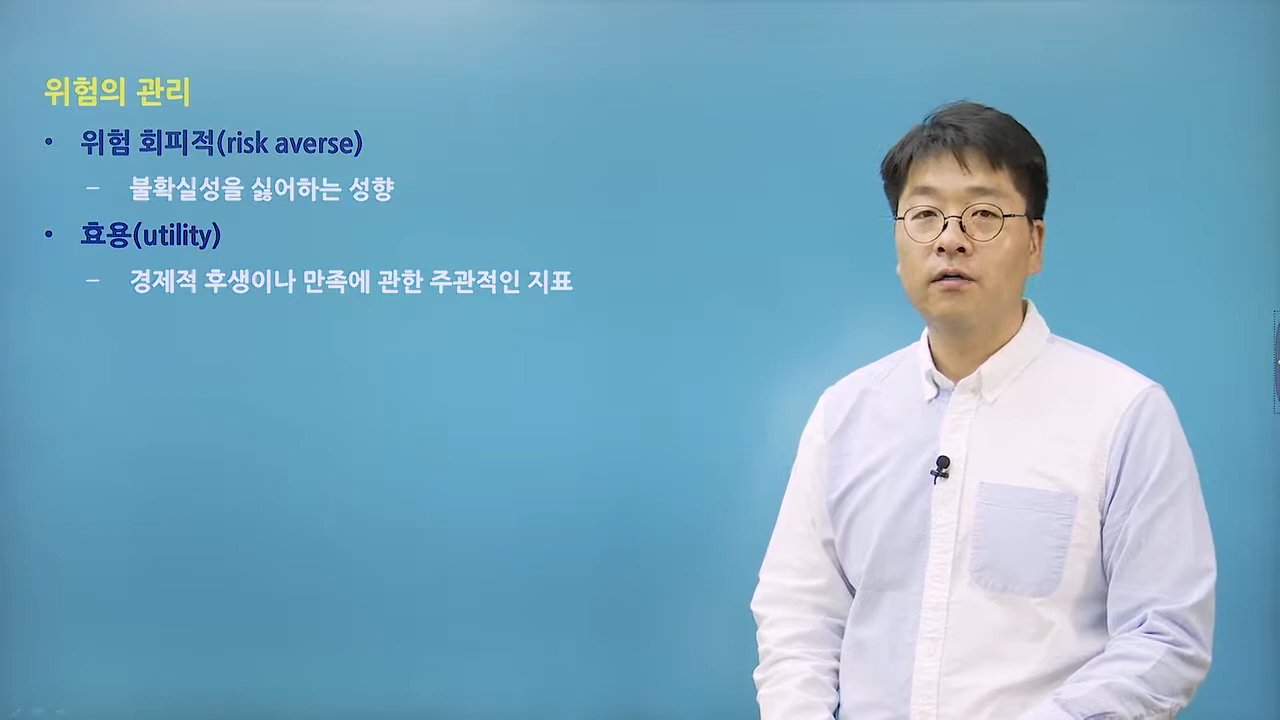 위험의 관리
• 위험 회피적(risk averse)
– 불확실성을 싫어하는 성향
• 효용(utility)
– 경제적 후생이나 만족에 관한 주관적인 지표